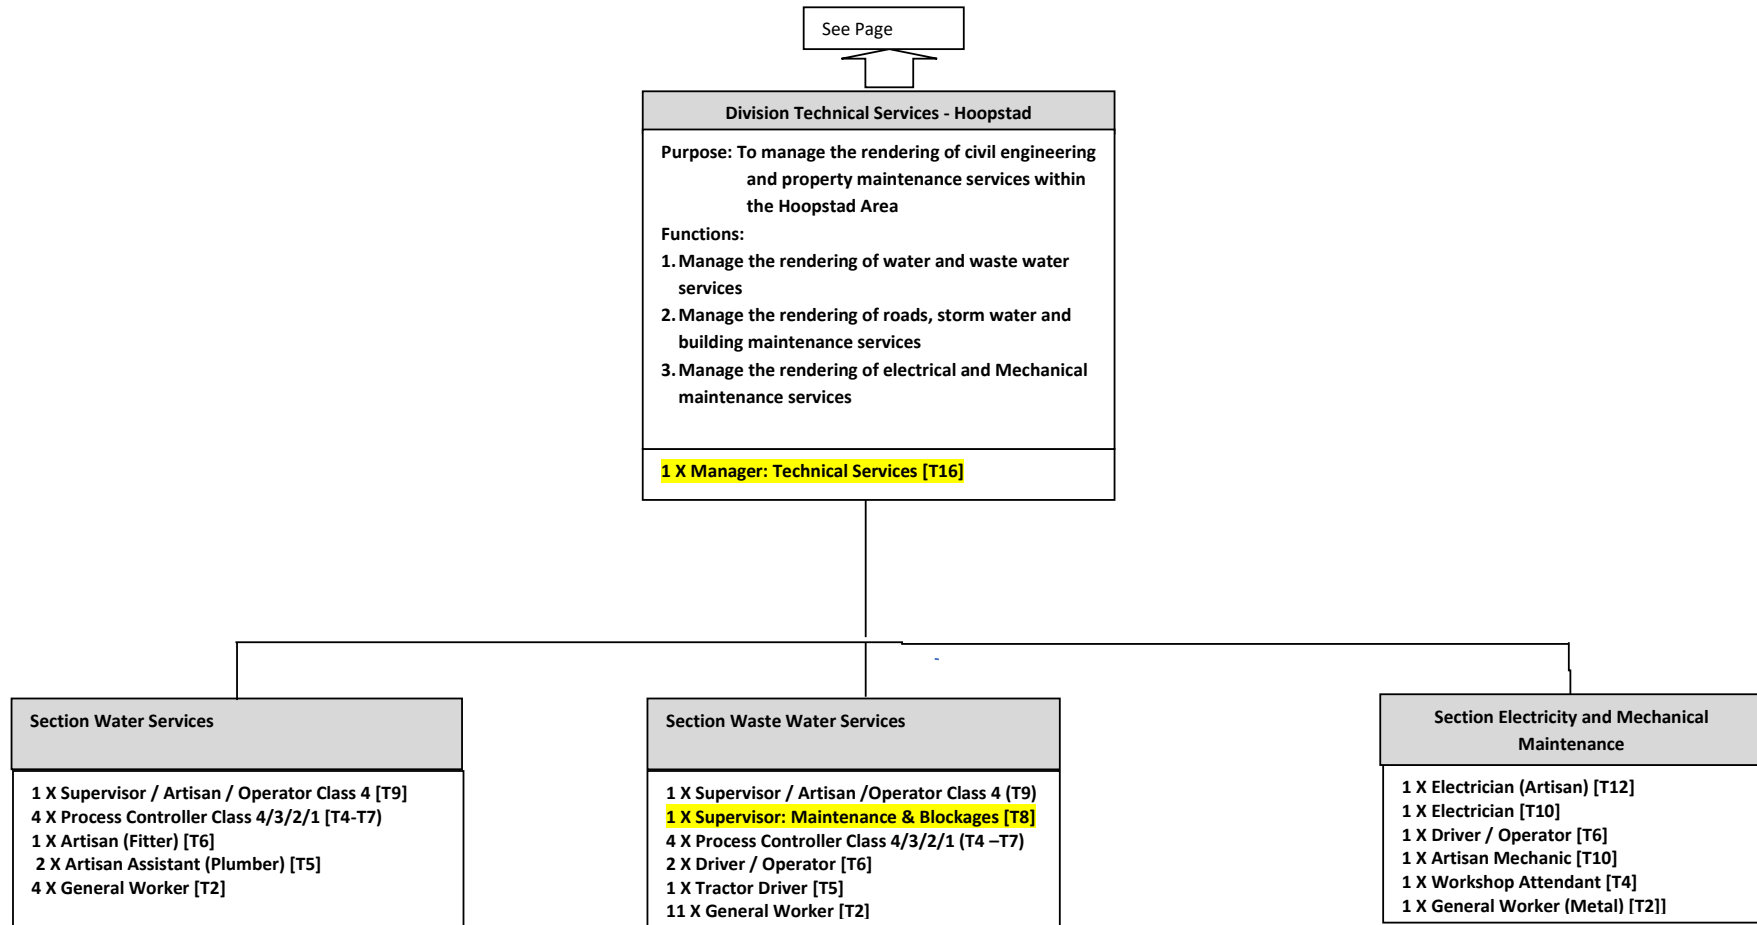 See Page
Division Technical Services - Hoopstad
Purpose: To manage the rendering of civil engineering
and property maintenance services within
the Hoopstad Area
Functions:
1. Manage the rendering of water and waste water
services
2. Manage the rendering of roads, storm water and
building maintenance services
3. Manage the rendering of electrical and Mechanical
maintenance services
1 X Manager: Technical Services [T16]
Section Water Services
1 X Supervisor / Artisan / Operator Class 4 [T9]
4 X Process Controller Class 4/3/2/1 [T4-T7)
1 X Artisan (Fitter) [T6]
2 X Artisan Assistant (Plumber) [T5]
4 X General Worker [T2]
Section Waste Water Services
1 X Supervisor / Artisan /Operator Class 4 (T9)
1 X Supervisor: Maintenance & Blockages [T8]
4 X Process Controller Class 4/3/2/1 (T4 –T7)
2 X Driver / Operator [T6]
1 X Tractor Driver [T5]
11 X General Worker [T2]
Section Electricity and Mechanical
Maintenance
1 X Electrician (Artisan) [T12]
1 X Electrician [T10]
1 X Driver / Operator [T6]
1 X Artisan Mechanic [T10]
1 X Workshop Attendant [T4]
1 X General Worker (Metal) [T2]]